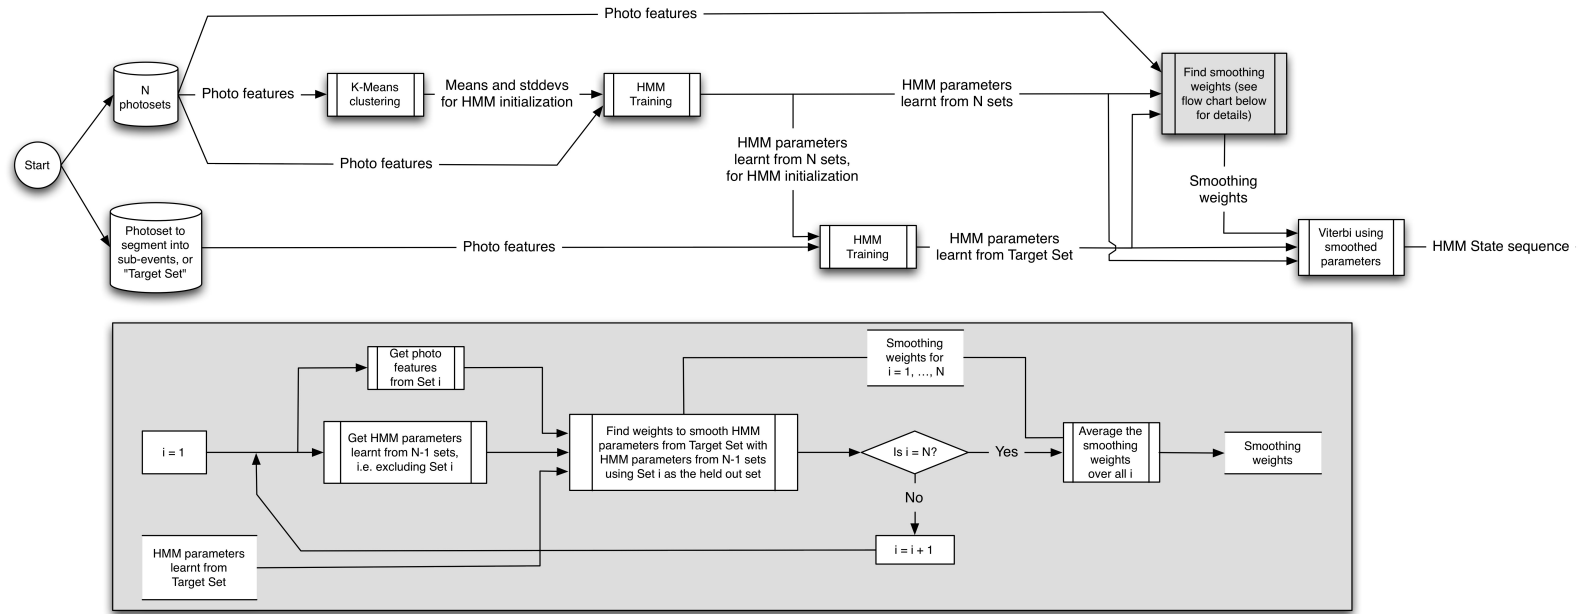 Photo features
N
photosets
Photo features
K-Means
clustering
Means and stddevs
for HMM initialization
HMM
Training
HMM parameters
learnt from N sets
Find smoothing
weights (see
flow chart below
for details)
Start
Photo features
HMM parameters
learnt from N sets,
for HMM initialization
Smoothing
weights
Photoset to
segment into
sub-events, or
"Target Set"
Photo features
HMM
Training
HMM parameters
learnt from Target Set
Viterbi using
smoothed
parameters
HMM State sequence
Get photo
features
from Set i
Smoothing
weights for
i = 1, ..., N
i = 1
Get HMM parameters
learnt from N-1 sets,
i.e. excluding Set i
Find weights to smooth HMM
parameters from Target Set with
HMM parameters from N-1 sets
using Set i as the held out set
Is i = N?
Yes
Average the
smoothing
weights
over all i
Smoothing
weights
No
i = i + 1
HMM parameters
learnt from
Target Set